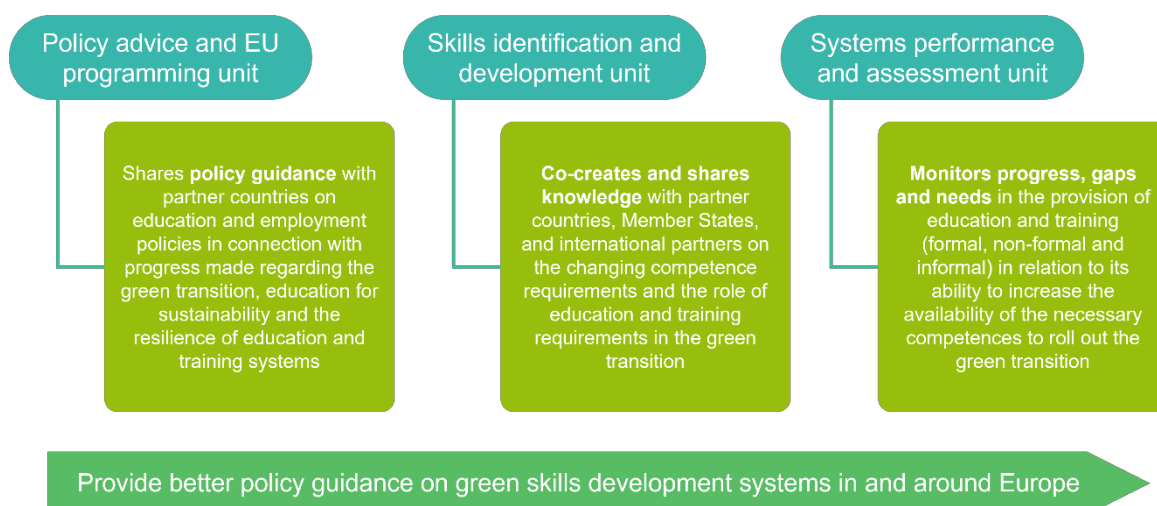 Policy advice and EU
programming unit
Skills identification and
development unit
Systems performance
and assessment unit
Shares policy guidance with
partner countries on
education and employment
policies in connection with
progress made regarding the
green transition, education for
sustainability and the
resilience of education and
training systems
Co-creates and shares
knowledge with partner
countries, Member States,
and international partners on
the changing competence
requirements and the role of
education and training
requirements in the green
transition
Monitors progress, gaps
and needs in the provision of
education and training
(formal, non-formal and
informal) in relation to its
ability to increase the
availability of the necessary
competences to roll out the
green transition
Provide better policy guidance on green skills development systems in and around Europe